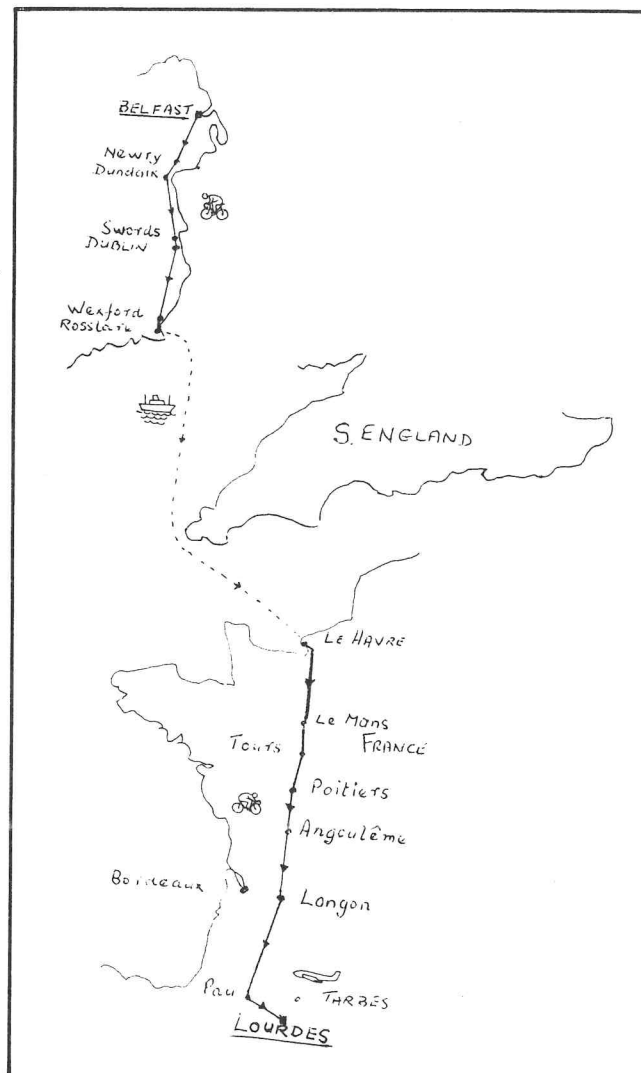 BELFAST
Newry
Dundalk
Swords
DUBLIN
Wexford
Rosslare
S. ENGLAND
LE HAVRE
Le Mans
Tours
FRANCE
Poitiers
Angoulême
Bordeaux
Langon
Pau
TARBES
LOURDES